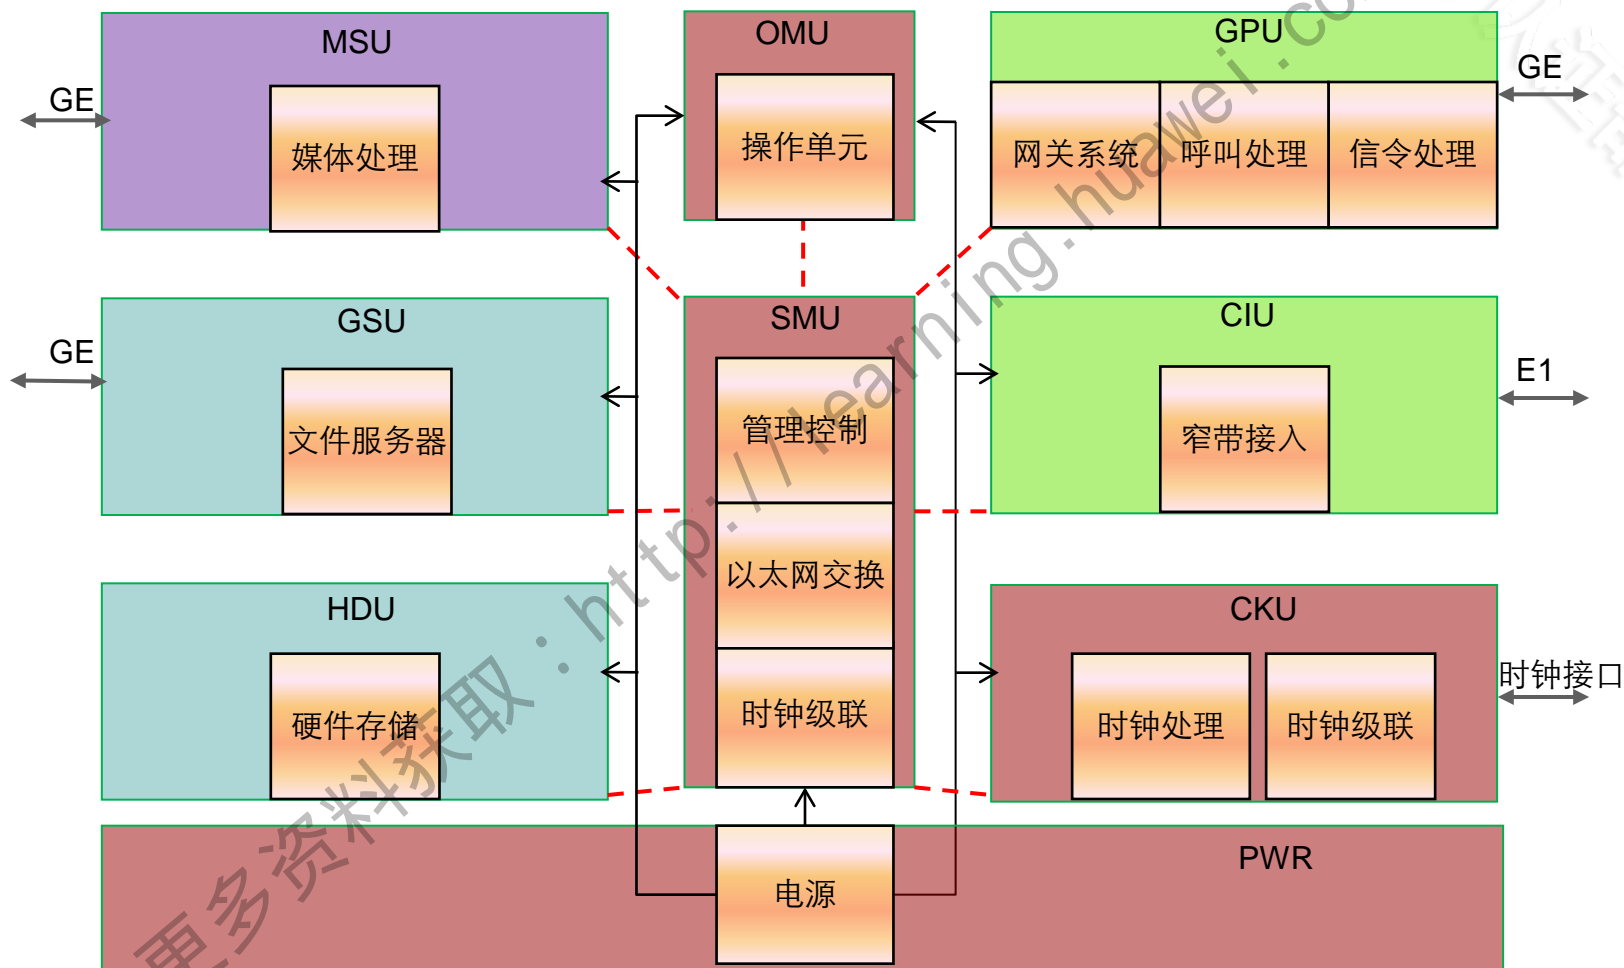 MSU
OMU
GPU
GE
GE
媒体处理
操作单元
网关系统
呼叫处理
信令处理
GSU
SMU
CIU
GE
E1
文件服务器
管理控制
窄带接入
以太网交换
HDU
CKU
硬件存储
时钟级联
时钟处理
时钟级联
时钟接口
电源
PWR
更多资料获取：http://learning.huawei.co